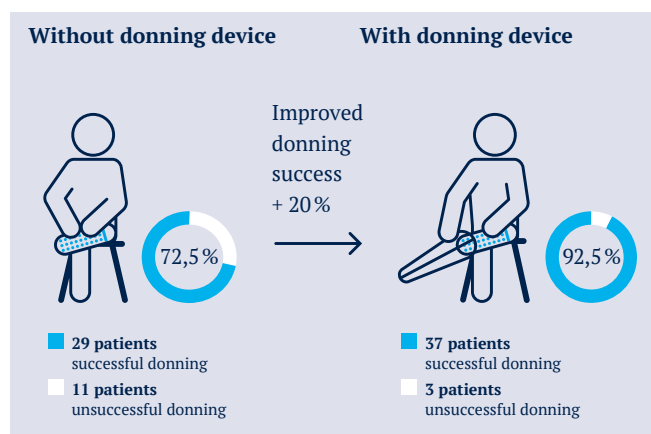 Without donning device
With donning device
Improved
donning
success
+ 20 %
72,5 %
92,5 %
29 patients
successful donning
11 patients
unsuccessful donning
37 patients
successful donning
3 patients
unsuccessful donning